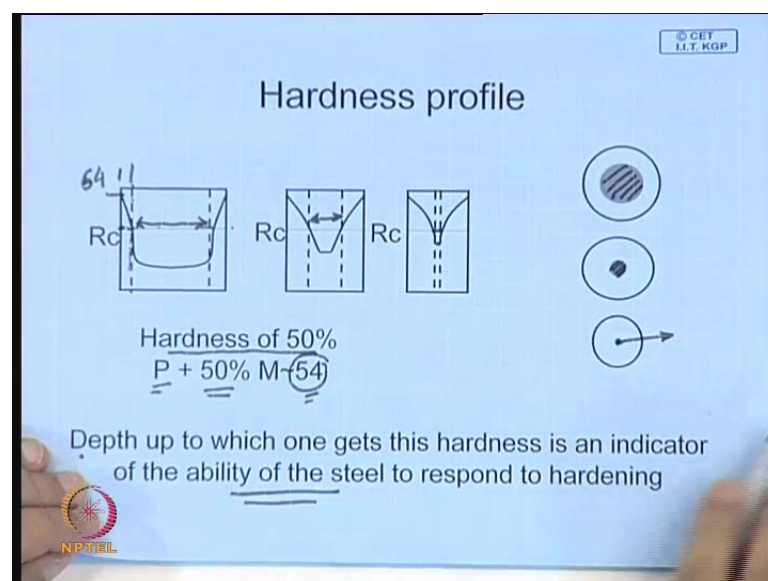 © CET
I.I.T. KGP
Hardness profile
64
Rc
Rc
Rc
Hardness of 50%
P + 50% M~54
Depth up to which one gets this hardness is an indicator
of the ability of the steel to respond to hardening
NPTEL